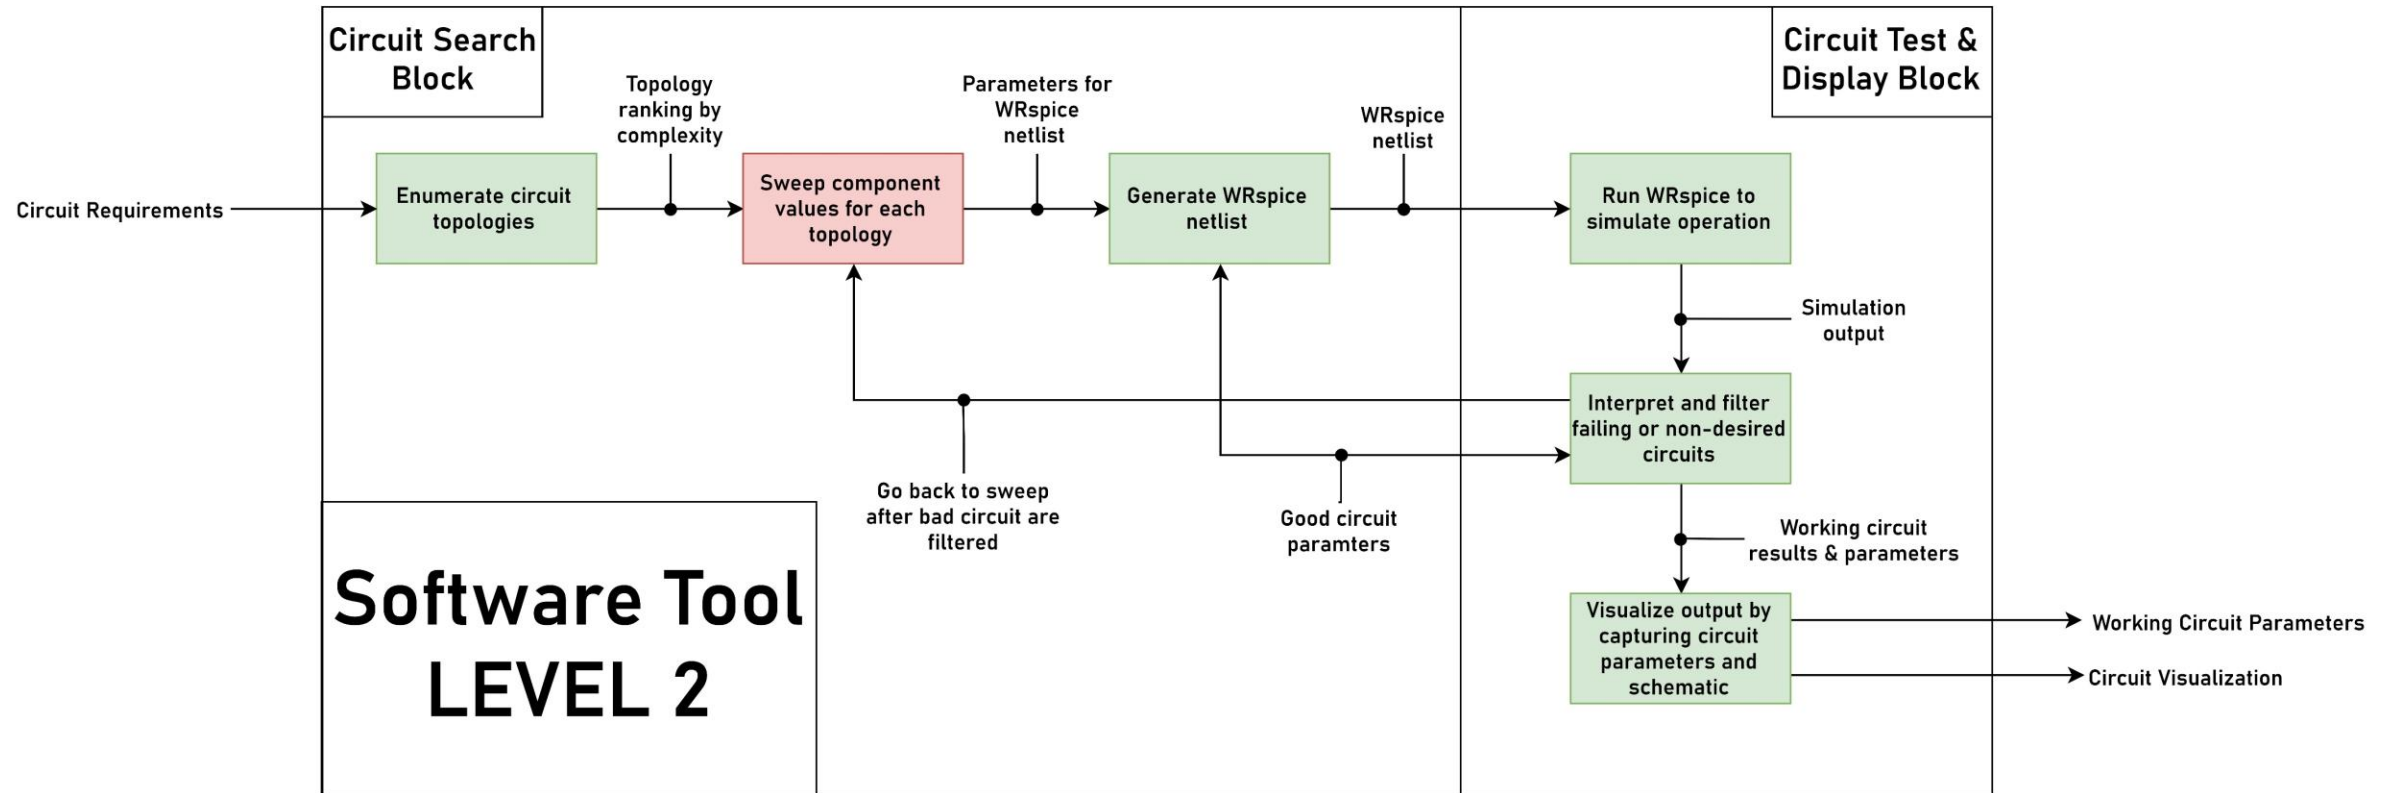 Circuit Search
Block
Circuit Test &
Display Block
Topology
ranking by
complexity
Parameters for
WRspice
netlist
WRspice
netlist
Circuit Requirements
Enumerate circuit
topologies
Sweep component
values for each
topology
Generate WRspice
netlist
Run WRspice to
simulate operation
Simulation
output
Interpret and filter
failing or non-desired
circuits
Go back to sweep
after bad circuit are
filtered
Good circuit
paramters
Working circuit
results & parameters
Software Tool
LEVEL 2
Visualize output by
capturing circuit
parameters and
schematic
Working Circuit Parameters
Circuit Visualization